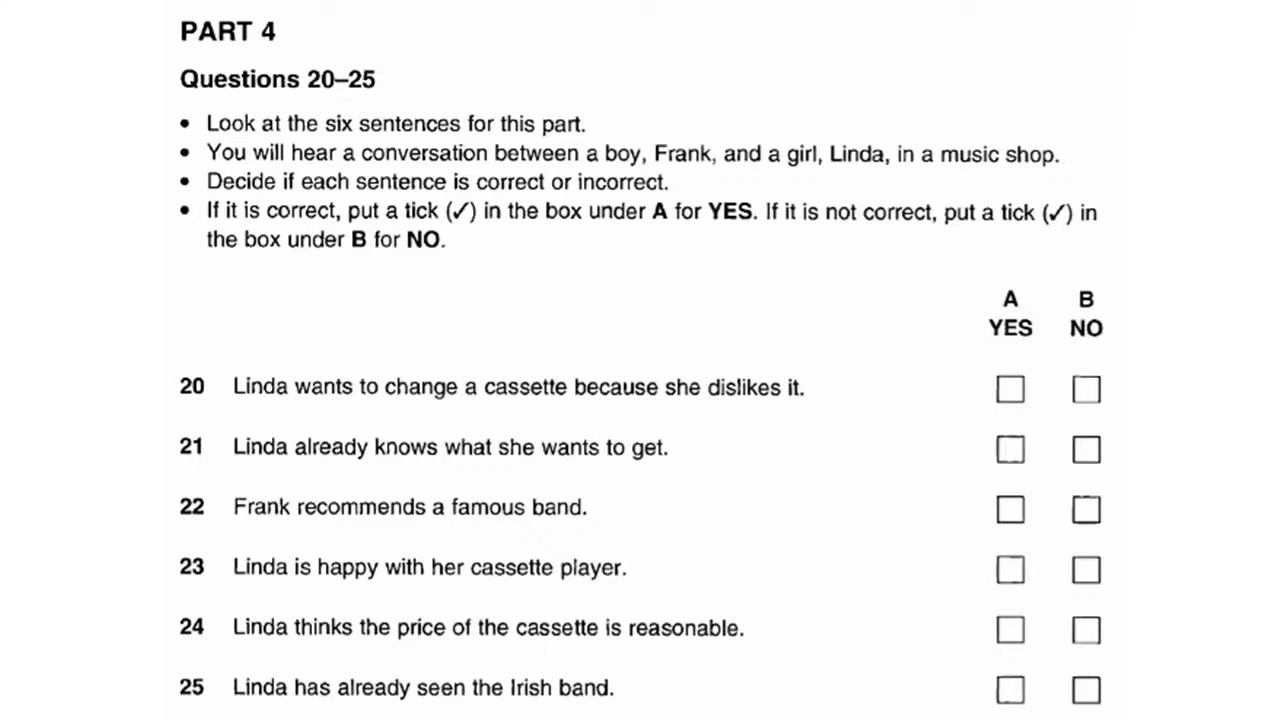 PART 4
Questions 20–25
• Look at the six sentences for this part.
• You will hear a conversation between a boy, Frank, and a girl, Linda, in a music shop.
• Decide if each sentence is correct or incorrect.
• If it is correct, put a tick (✓) in the box under A for YES. If it is not correct, put a tick (✓) in
the box under B for NO.
A B
YES NO
20 Linda wants to change a cassette because she dislikes it.
21 Linda already knows what she wants to get.
22 Frank recommends a famous band.
23 Linda is happy with her cassette player.
24 Linda thinks the price of the cassette is reasonable.
25 Linda has already seen the Irish band.